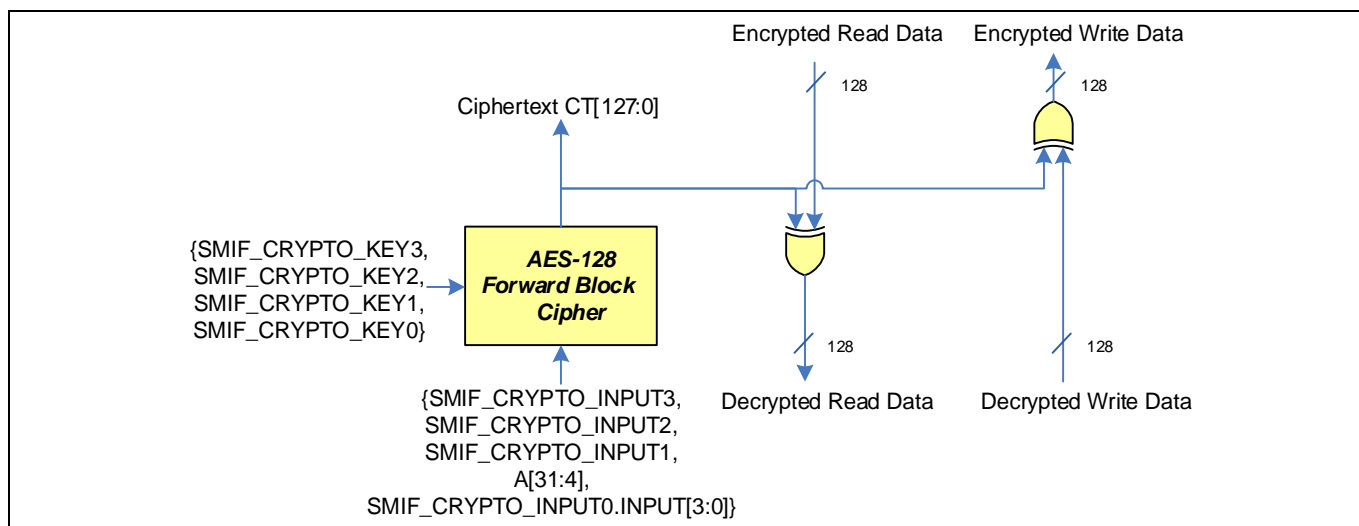 Encrypted Read Data
Encrypted Write Data
128
128
Ciphertext CT[127:0]
{SMIF_CRYPTO_KEY3,
SMIF_CRYPTO_KEY2,
SMIF_CRYPTO_KEY1,
SMIF_CRYPTO_KEY0}
AES-128
Forward Block
Cipher
128
128
{SMIF_CRYPTO_INPUT3,
SMIF_CRYPTO_INPUT2,
SMIF_CRYPTO_INPUT1,
A[31:4],
SMIF_CRYPTO_INPUT0.INPUT[3:0]}
Decrypted Read Data
Decrypted Write Data